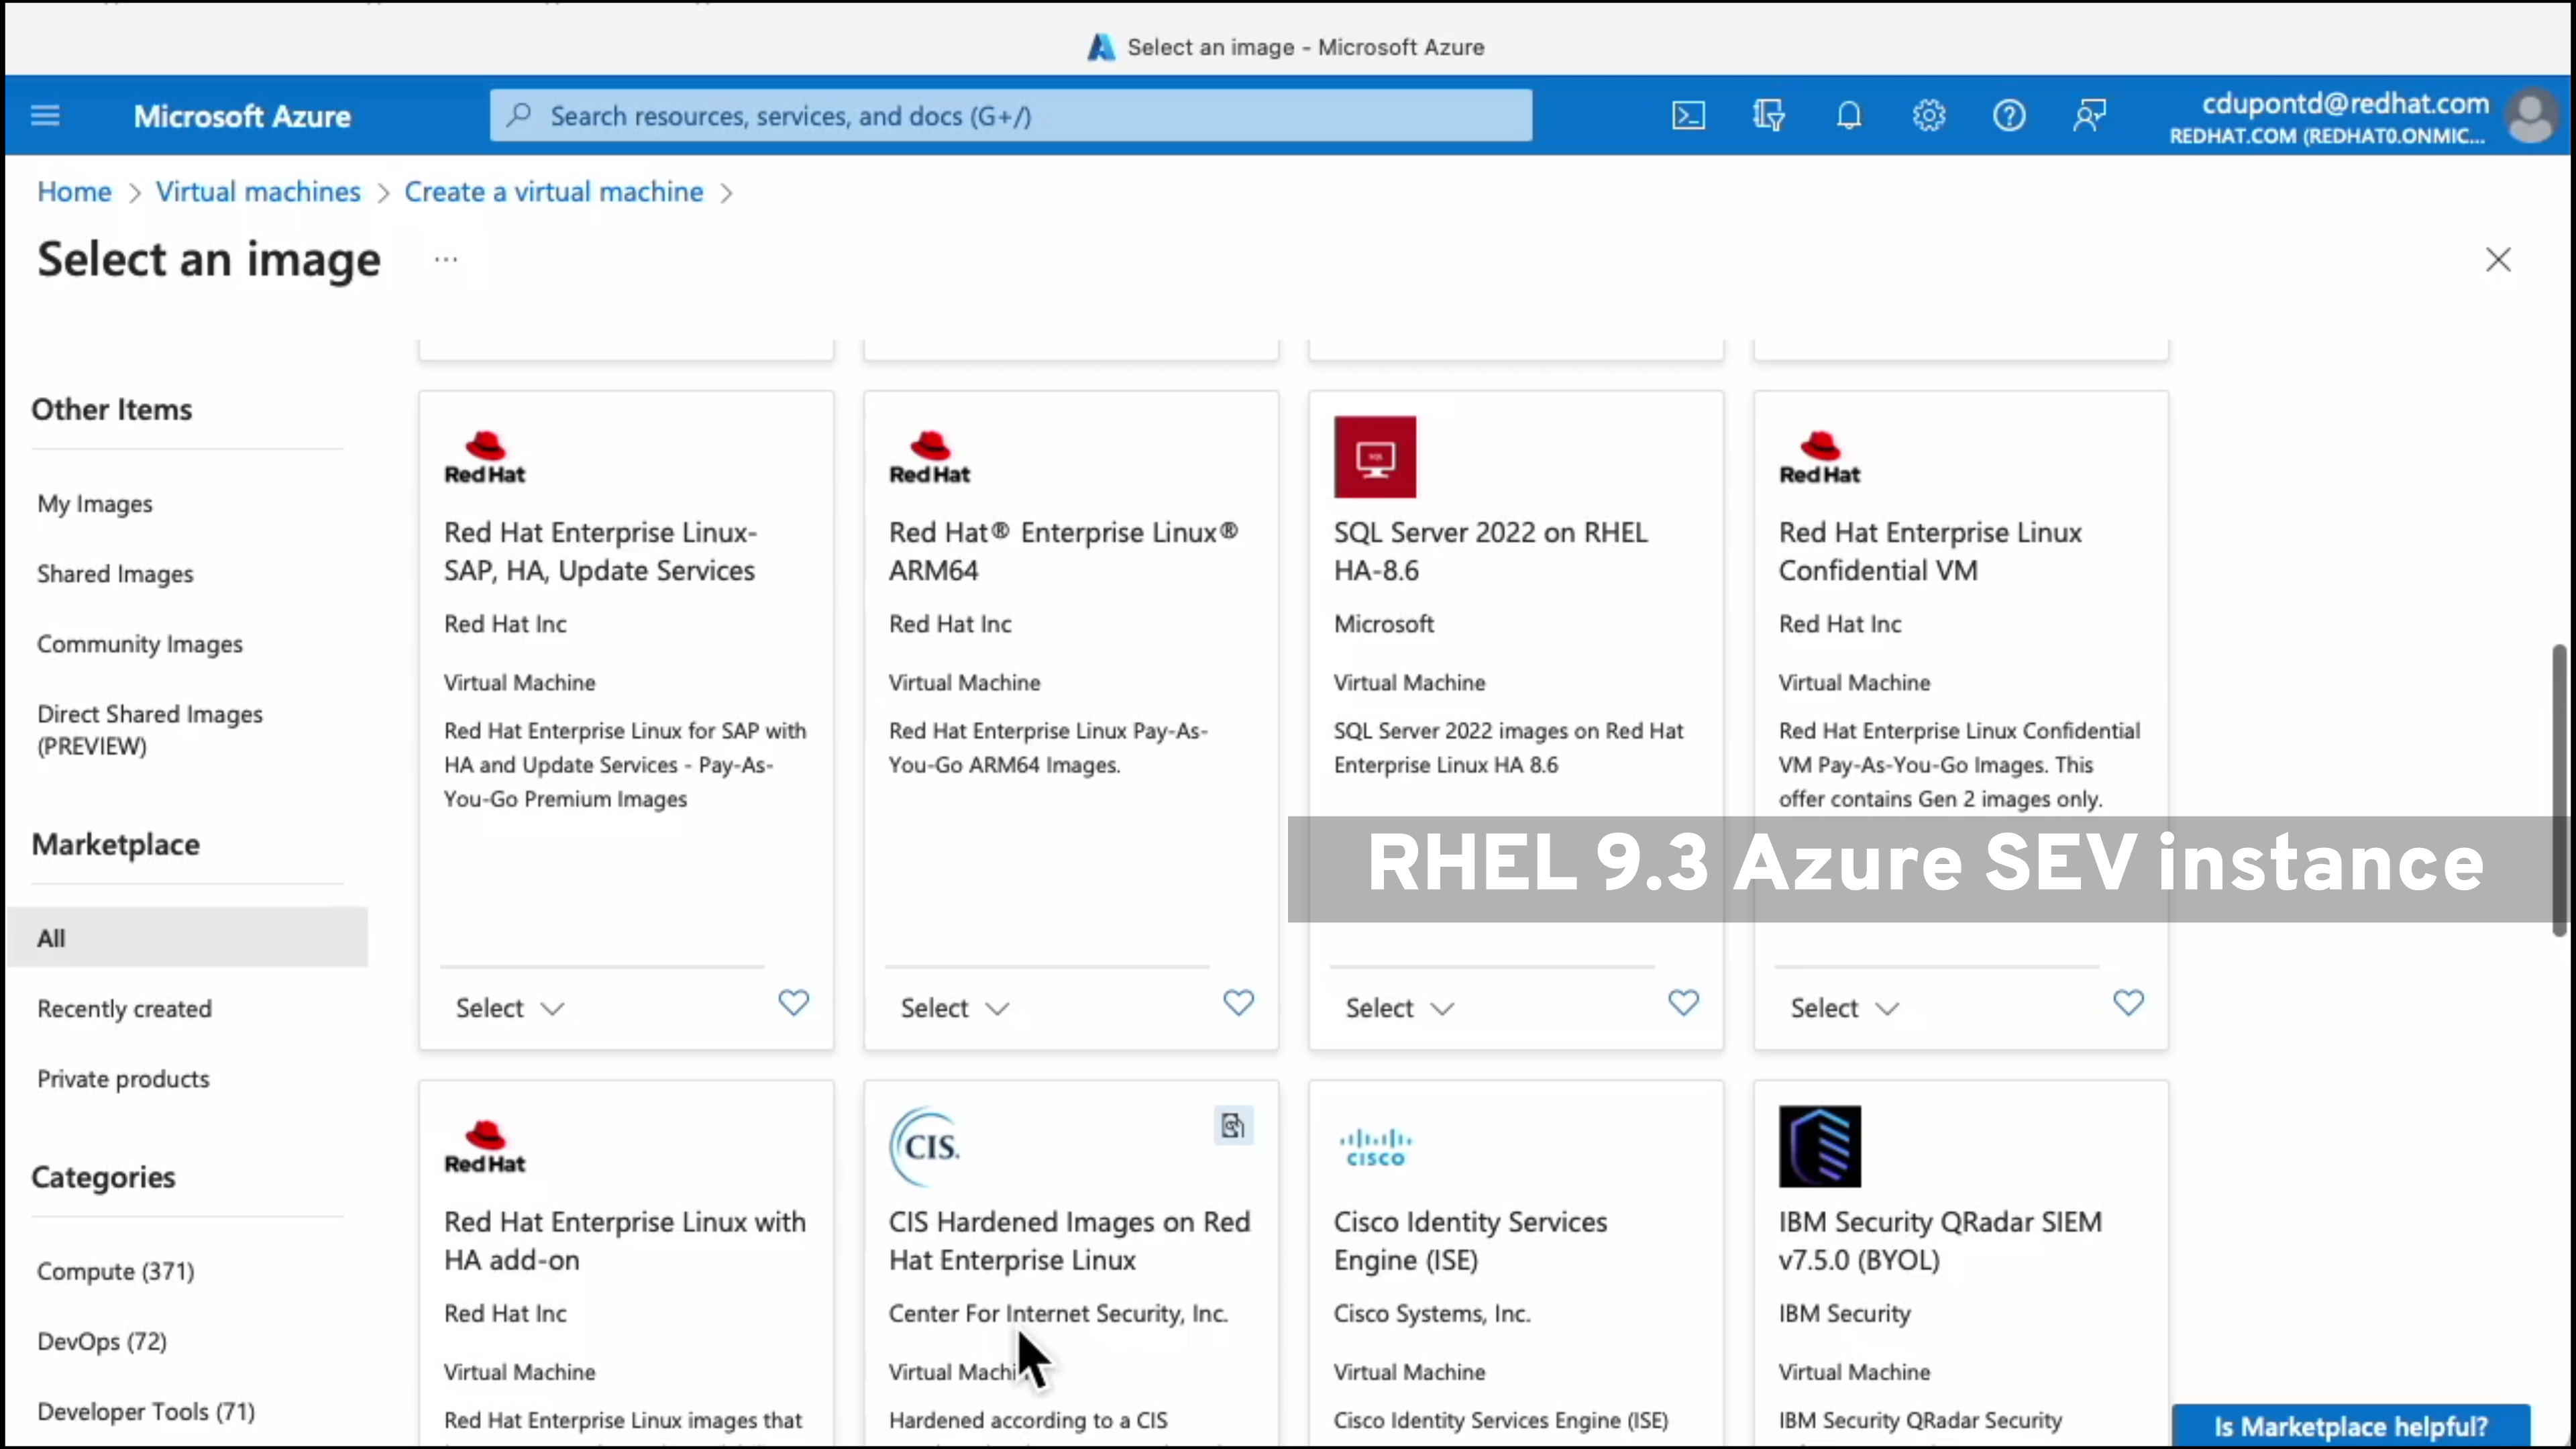 Select an image - Microsoft Azure
Microsoft Azure
Search resources, services, and docs (G+/)
cdupontd@redhat.com
REDHAT.COM (REDHAT0.ONMIC...
Home > Virtual machines > Create a virtual machine >
Select an image ...
Other Items
My Images
Shared Images
Community Images
Direct Shared Images
(PREVIEW)
Marketplace
All
Recently created
Private products
Categories
Compute (371)
DevOps (72)
Developer Tools (71)
Red Hat
Red Hat Enterprise Linux-
SAP, HA, Update Services
Red Hat Inc
Virtual Machine
Red Hat Enterprise Linux for SAP with
HA and Update Services - Pay-As-
You-Go Premium Images
Select
Red Hat
Red Hat® Enterprise Linux®
ARM64
Red Hat Inc
Virtual Machine
Red Hat Enterprise Linux Pay-As-
You-Go ARM64 Images.
Select
SQL
SQL Server 2022 on RHEL
HA-8.6
Microsoft
Virtual Machine
SQL Server 2022 images on Red Hat
Enterprise Linux HA 8.6
Select
Red Hat
Red Hat Enterprise Linux
Confidential VM
Red Hat Inc
Virtual Machine
Red Hat Enterprise Linux Confidential
VM Pay-As-You-Go Images. This
offer contains Gen 2 images only.
Select
RHEL 9.3 Azure SEV instance
Red Hat
Red Hat Enterprise Linux with
HA add-on
Red Hat Inc
Virtual Machine
Red Hat Enterprise Linux images that
CIS.
CIS Hardened Images on Red
Hat Enterprise Linux
Center For Internet Security, Inc.
Virtual Machin
Hardened according to a CIS
CISCO
Cisco Identity Services
Engine (ISE)
Cisco Systems, Inc.
Virtual Machine
Cisco Identity Services Engine (ISE)
IBM Security QRadar SIEM
v7.5.0 (BYOL)
IBM Security
Virtual Machine
IBM Security QRadar Security
Is Marketplace helpful?